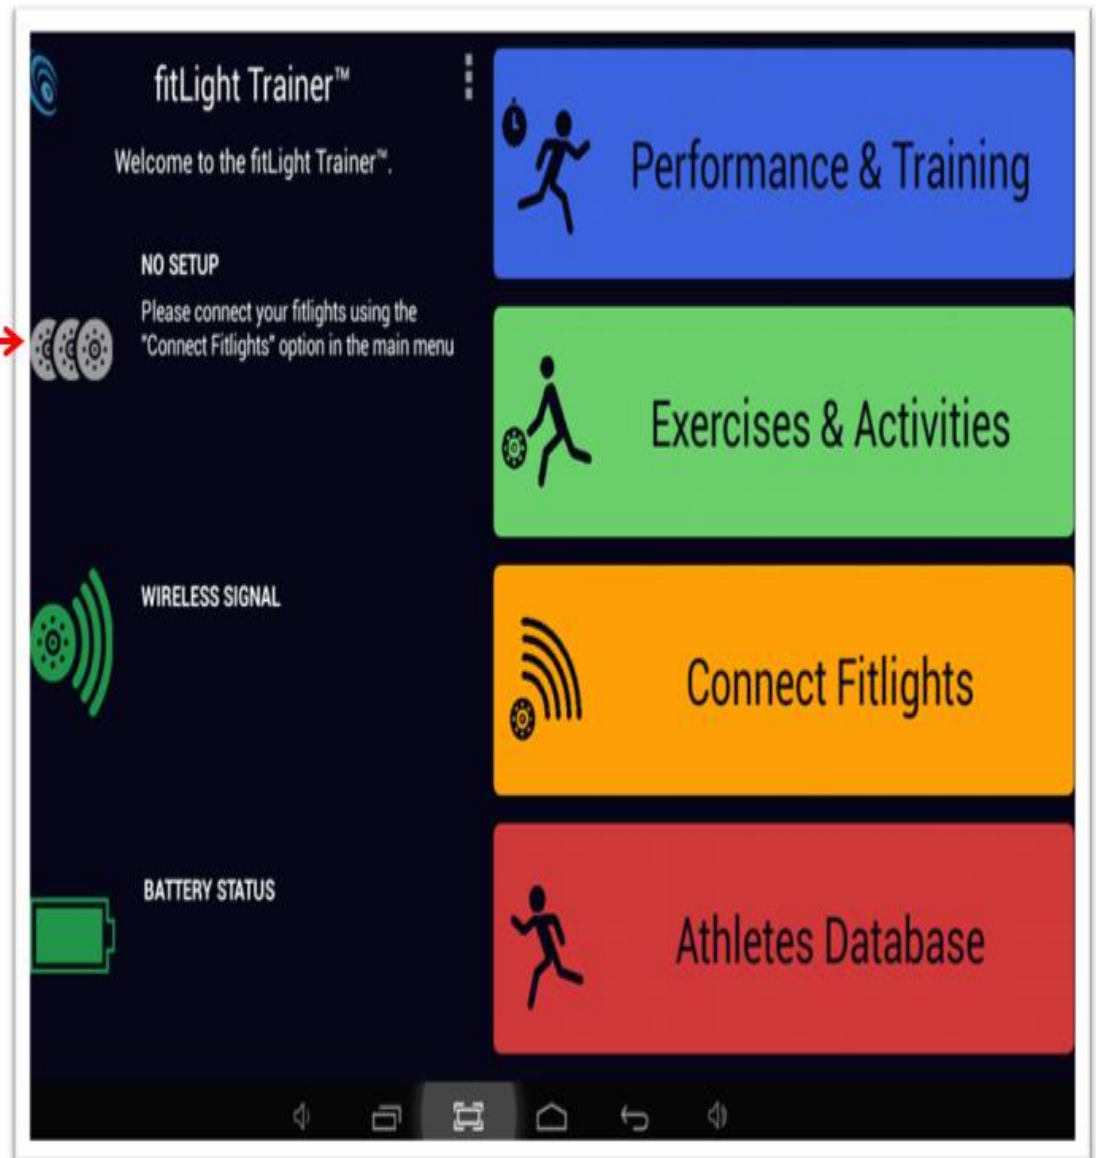 fitLight Trainer™
Welcome to the fitLight Trainer™.
NO SETUP
Please connect your fitlights using the
"Connect Fitlights" option in the main menu
WIRELESS SIGNAL
BATTERY STATUS
Performance & Training
Exercises & Activities
Connect Fitlights
Athletes Database